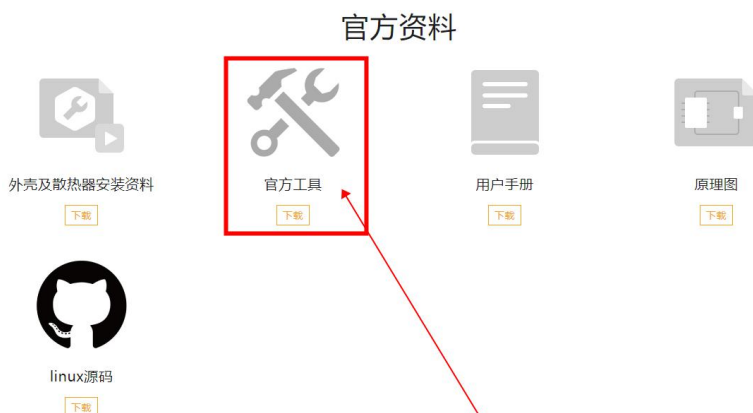 官方资料
外壳及散热器安装资料
下载
官方工具
下载
用户手册
下载
原理图
下载
linux源码
下载